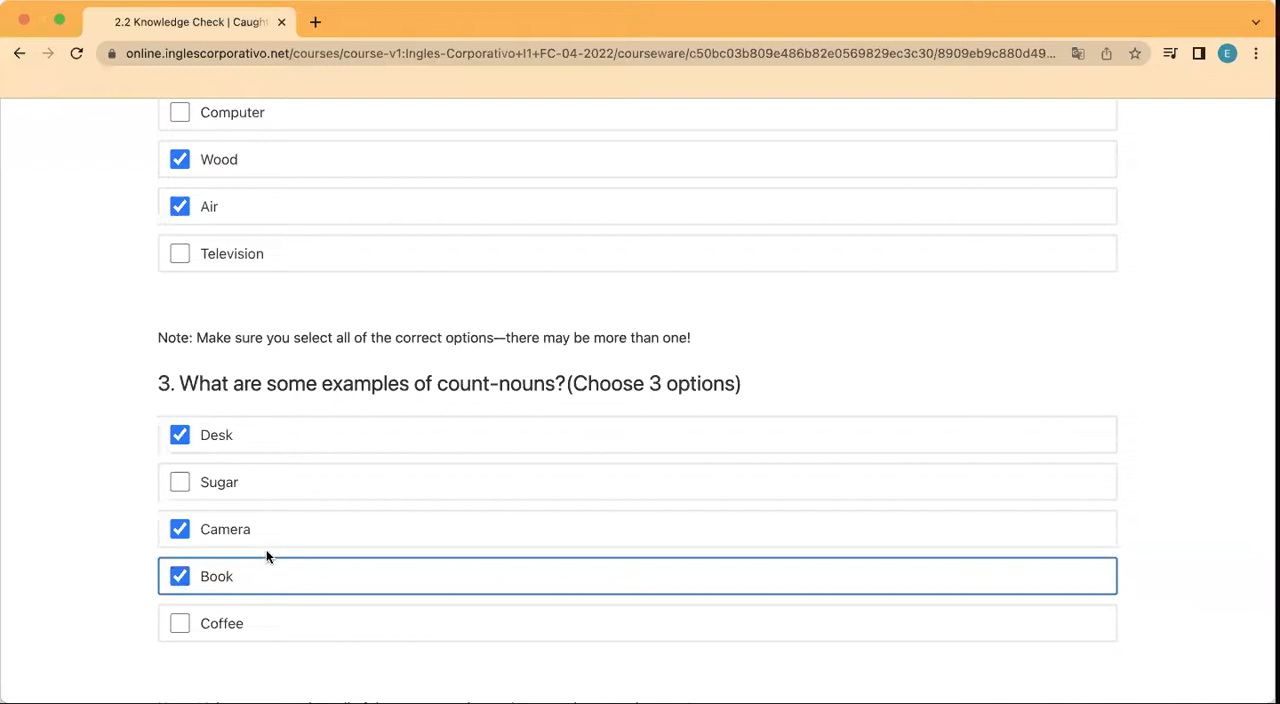 2.2 Knowledge Check | Caught
online.inglescorporativo.net/courses/course-v1:Ingles-Corporativo+I1+FC-04-2022/courseware/c50bc03b809e486b82e0569829ec3c30/8909eb9c880d49...
E
Computer
Wood
Air
Television
Note: Make sure you select all of the correct options—there may be more than one!
3. What are some examples of count-nouns?(Choose 3 options)
Desk
Sugar
Camera
Book
Coffee